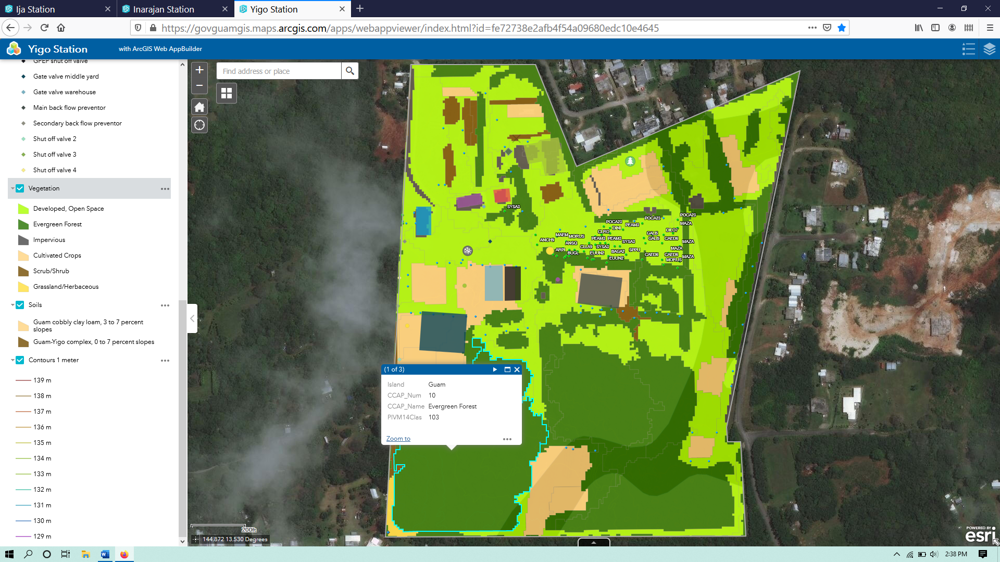 Ija Station
Inarajan Station
Yigo Station
https://govguamgis.maps.arcgis.com/apps/webappviewer/index.html?id=fe72738e2afb4f54a09680edc10e4645
Yigo Station
with ArcGIS Web AppBuilder
GPEP shut off valve
Gate valve middle yard
Gate valve warehouse
Main back flow preventor
Secondary back flow preventor
Shut off valve 2
Shut off valve 3
Shut off valve 4
Vegetation
Developed, Open Space
Evergreen Forest
Impervious
Cultivated Crops
Scrub/Shrub
Grassland/Herbaceous
Soils
Guam cobbly clay loam, 3 to 7 percent
slopes
Guam-Yigo complex, 0 to 7 percent slopes
Contours 1 meter
139 m
138 m
137 m
136 m
135 m
134 m
133 m
132 m
131 m
130 m
129 m
Find address or place
SYSA3
POCA23
POCA23
POCA23
PEAM3
MAZA
DINI
DILO7
CLRO
GALI5
MAEM
MORUS
PEAM3
PEAM3
GALI5
CAED6
ANCH9
SYSA3
MAZA
ANSQ
CLLA9
SYSA3
MAZA
ARPI
SPPU
BUGL
EUUN2
BAGA2
CAED6
CAED6
MAZA
EUUN2
MORUS
(1 of 3)
Island Guam
CCAP_Num 10
CCAP_Name Evergreen Forest
PIVM14Clas 103
Zoom to
200ft
144.872 13.530 Degrees
POWERED BY
esri
2:38 PM